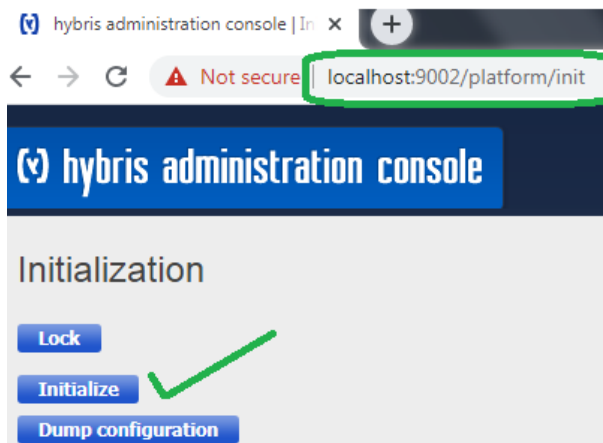 hybris administration console | In
Not secure | localhost:9002/platform/init
(y) hybris administration console
Initialization
Lock
Initialize
Dump configuration